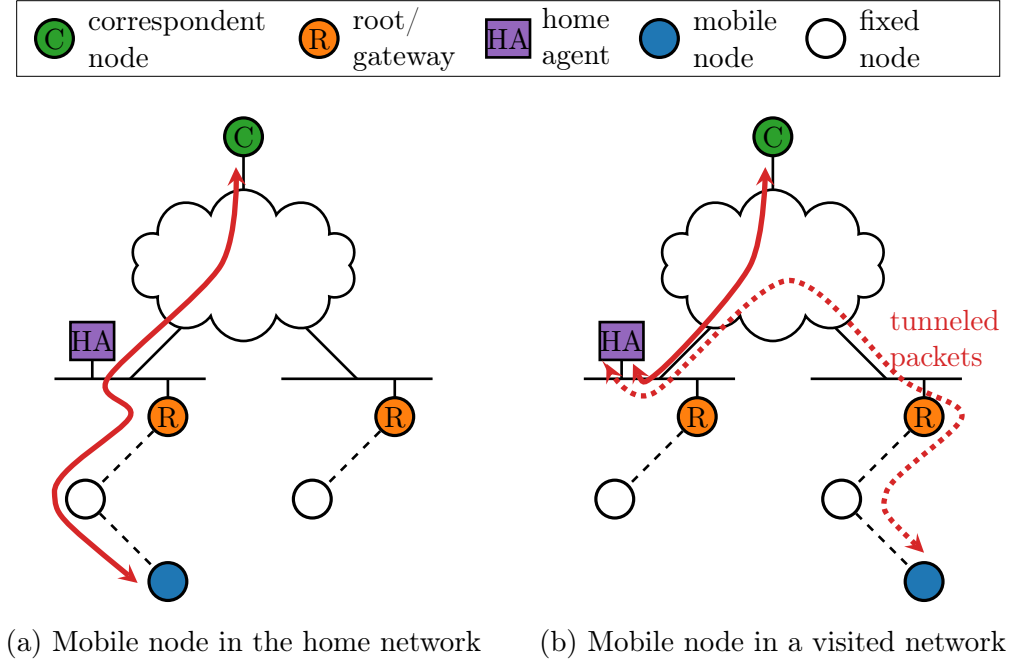 C correspondent node
R root/ gateway
HA home agent
mobile node
fixed node
C
HA
R
R
C
HA
tunneled
packets
R
R
(a) Mobile node in the home network
(b) Mobile node in a visited network